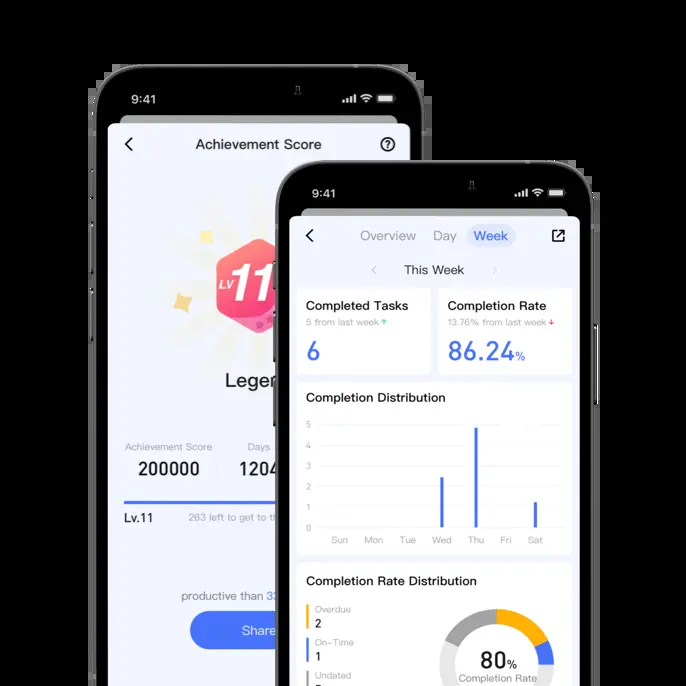 9:41
Achievement Score
LV 11
Achievement Score
Days
200000
1204
Lv.11
263 left to get to
productive than
Share
9:41
Overview Day Week
This Week
Completed Tasks
5 from last week
6
Completion Rate
13.76% from last week
86.24%
Completion Distribution
5
4
3
2
1
0
Sun Mon Tue Wed Thu Fri Sat
Completion Rate Distribution
Overdue
2
On-Time
1
Undated
80%
Completion Rate